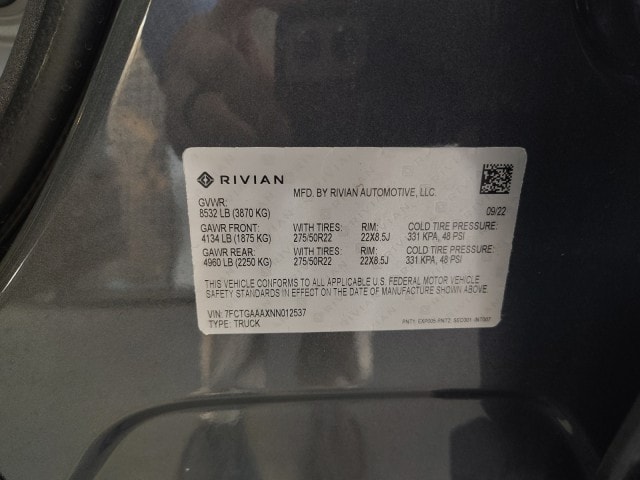 RIVIAN
MFD. BY RIVIAN AUTOMOTIVE, LLC.
GVWR: 09/22
8532 LB (3870 KG)
GAWR FRONT: WITH TIRES: RIM: COLD TIRE PRESSURE:
4134 LB (1875 KG) 275/50R22 22X8.5J 331 KPA, 48 PSI
GAWR REAR: WITH TIRES: RIM: COLD TIRE PRESSURE:
4960 LB (2250 KG) 275/50R22 22X8.5J 331 KPA, 48 PSI
THIS VEHICLE CONFORMS TO ALL APPLICABLE U.S. FEDERAL MOTOR VEHICLE
SAFETY STANDARDS IN EFFECT ON THE DATE OF MANUFACTURE SHOWN ABOVE.
VIN: 7FCTGAAAXNN012537
TYPE: TRUCK